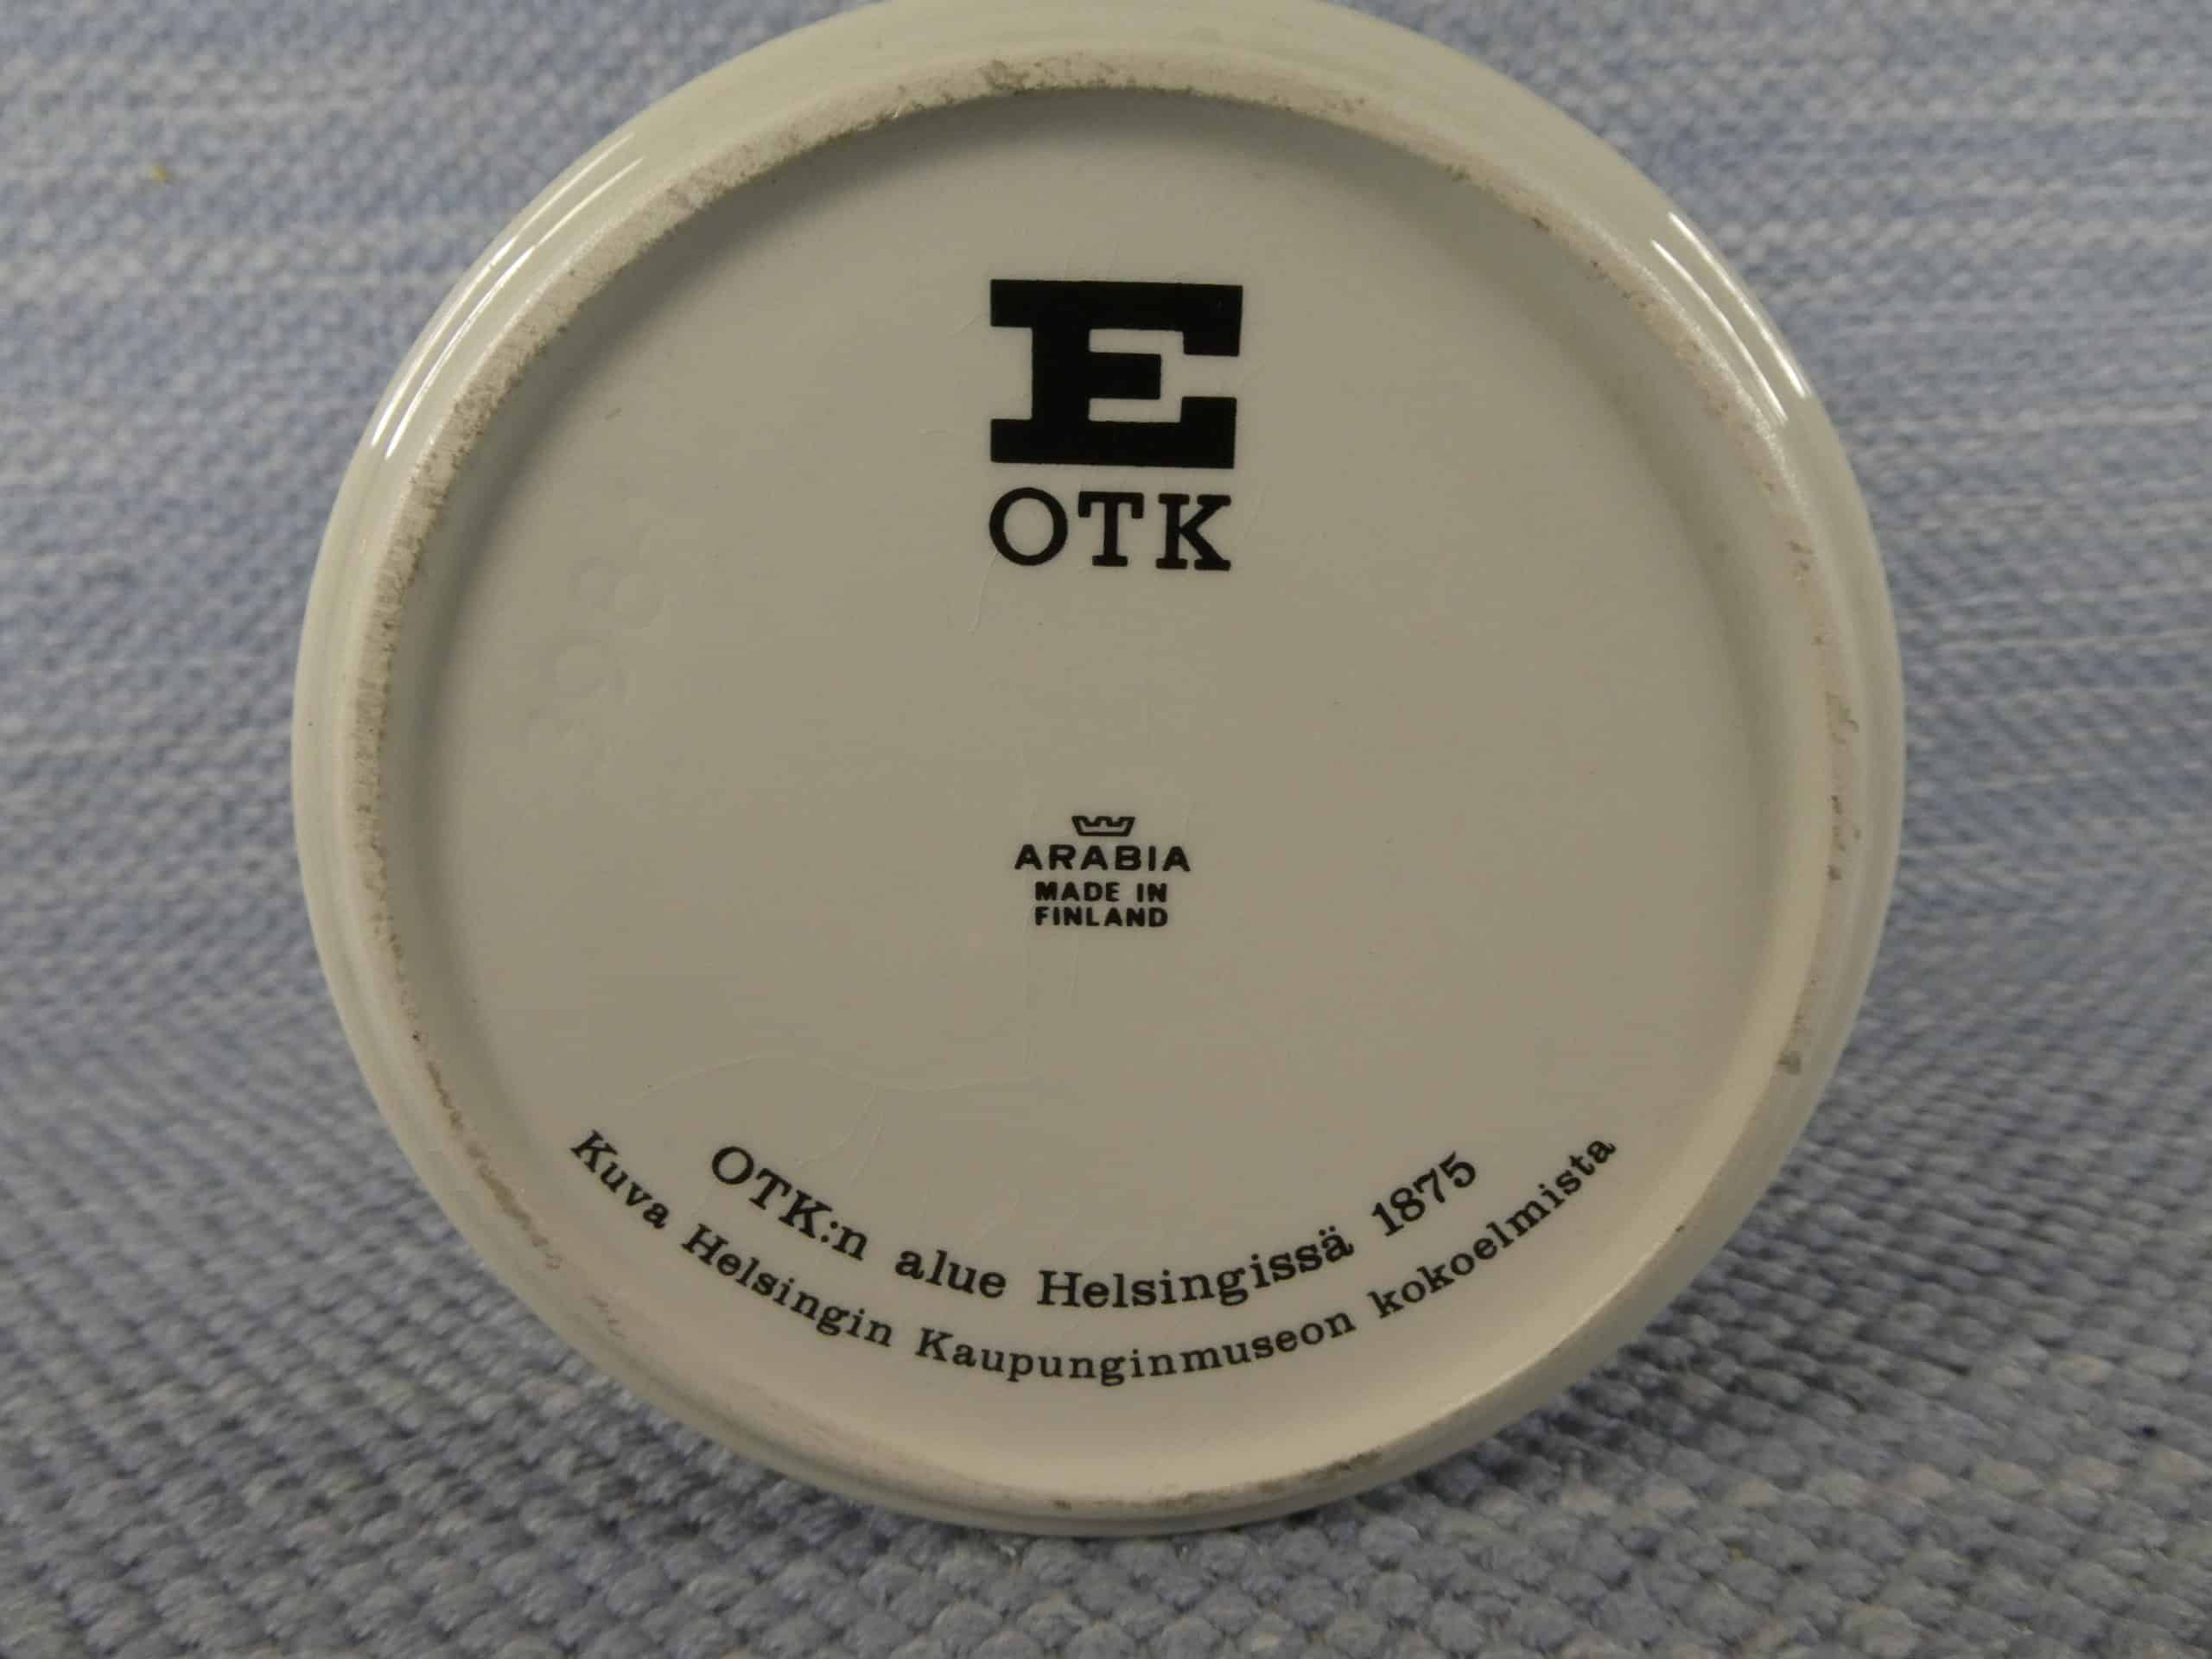 E
OTK
ARABIA
MADE IN
FINLAND
OTK:n alue Helsingissä 1875
Kuva Helsingin Kaupunginmuseon kokoelmista